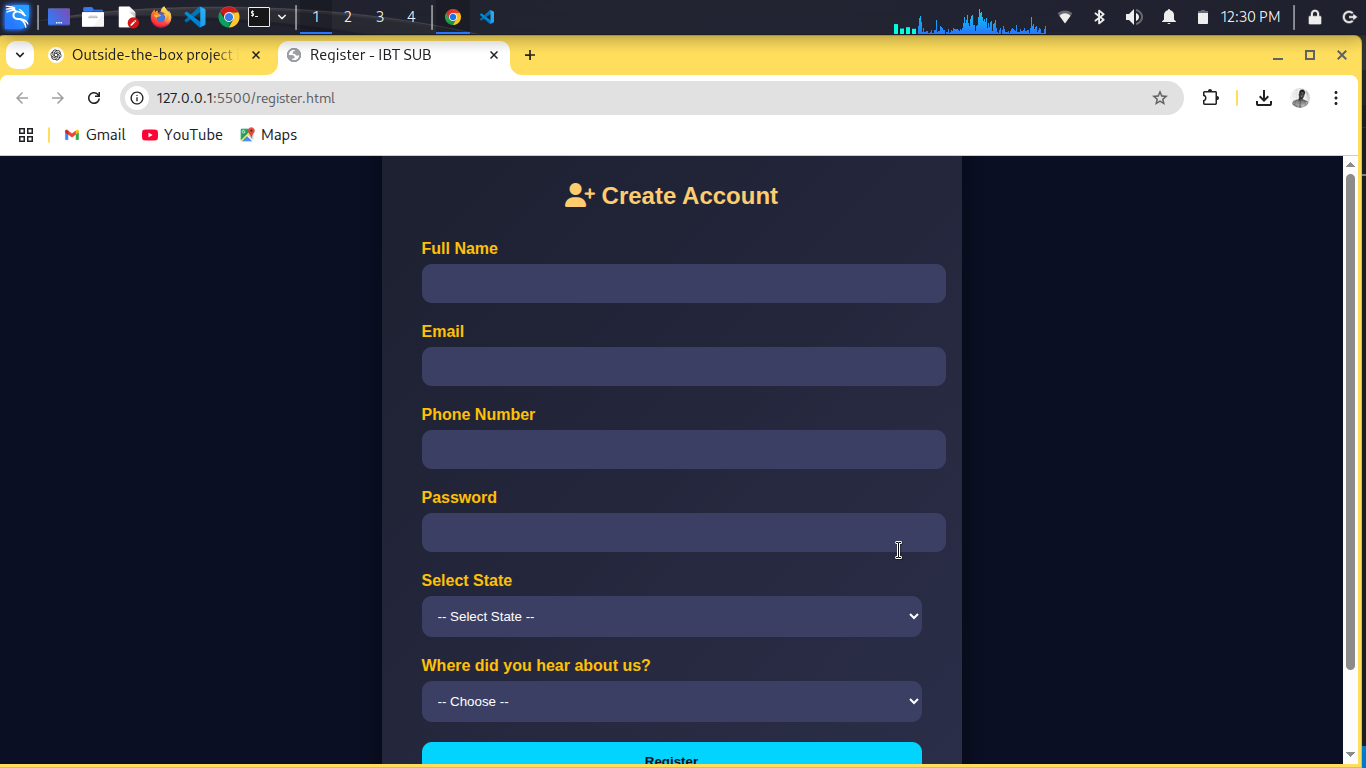 1 2 3 4 12:30 PM
Outside-the-box project Register - IBT SUB
127.0.0.1:5500/register.html
Gmail YouTube Maps
Create Account
Full Name
Email
Phone Number
Password
Select State
-- Select State --
Where did you hear about us?
-- Choose --
Register